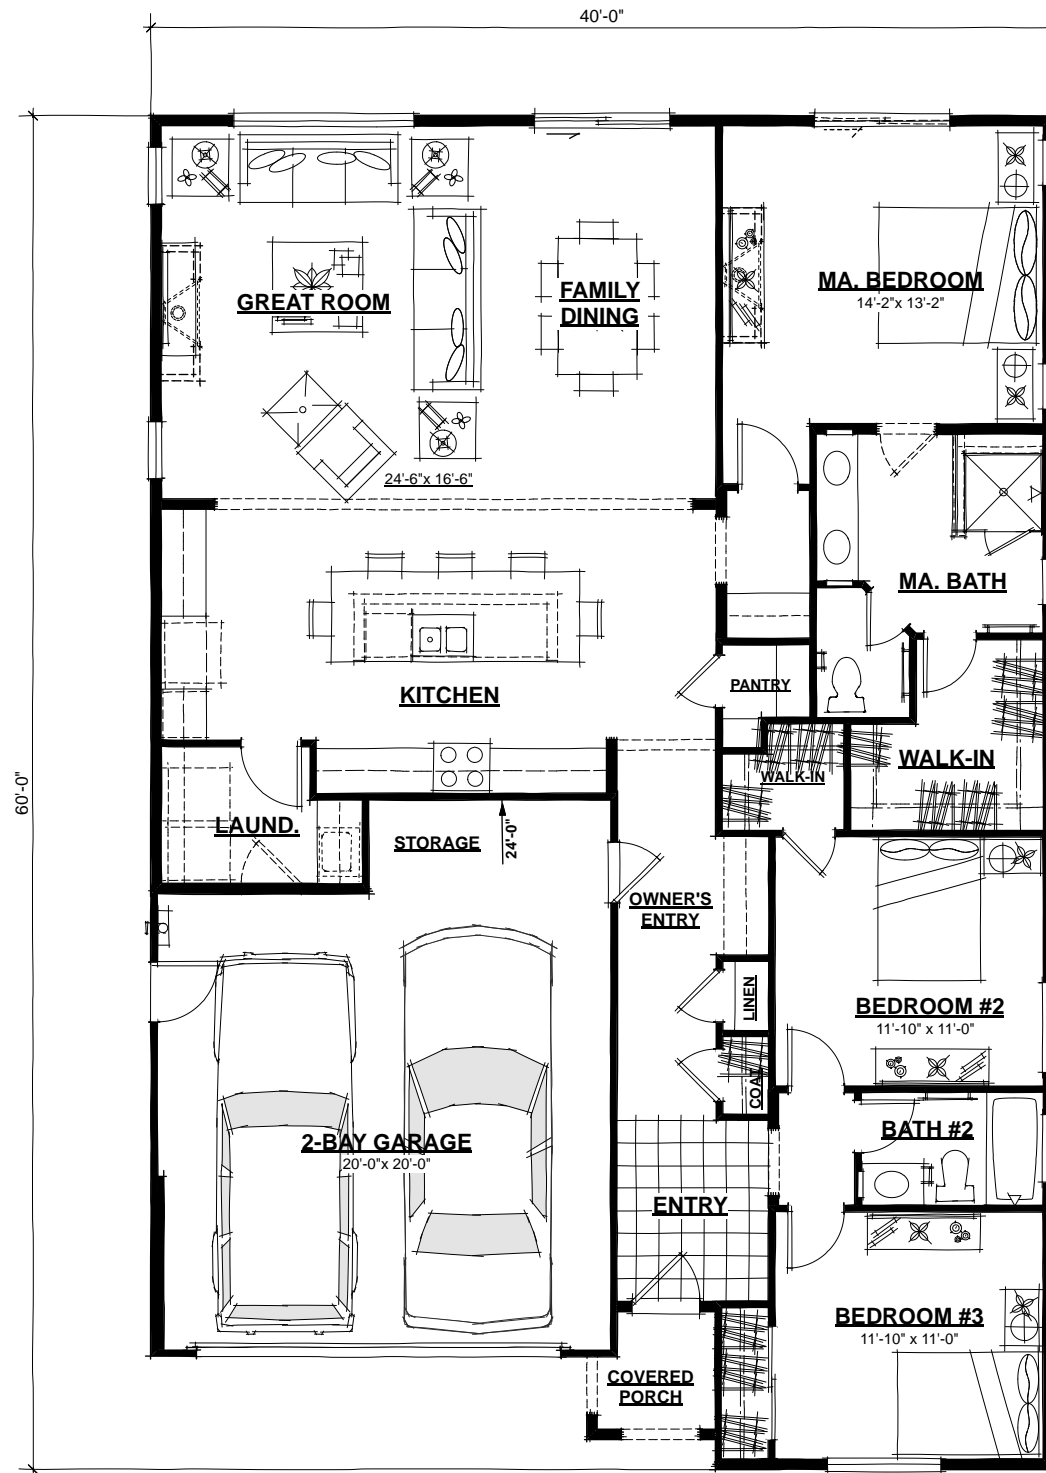 40'-0"
60'-0"
GREAT ROOM
24'-6"x 16'-6"
FAMILY
DINING
MA. BEDROOM
14'-2"x 13'-2"
MA. BATH
KITCHEN
PANTRY
WALK-IN
WALK-IN
LAUND.
STORAGE
24'-0"
OWNER'S
ENTRY
LINEN
COAT
BEDROOM #2
11'-10" x 11'-0"
2-BAY GARAGE
20'-0"x 20'-0"
BATH #2
ENTRY
BEDROOM #3
11'-10" x 11'-0"
COVERED
PORCH